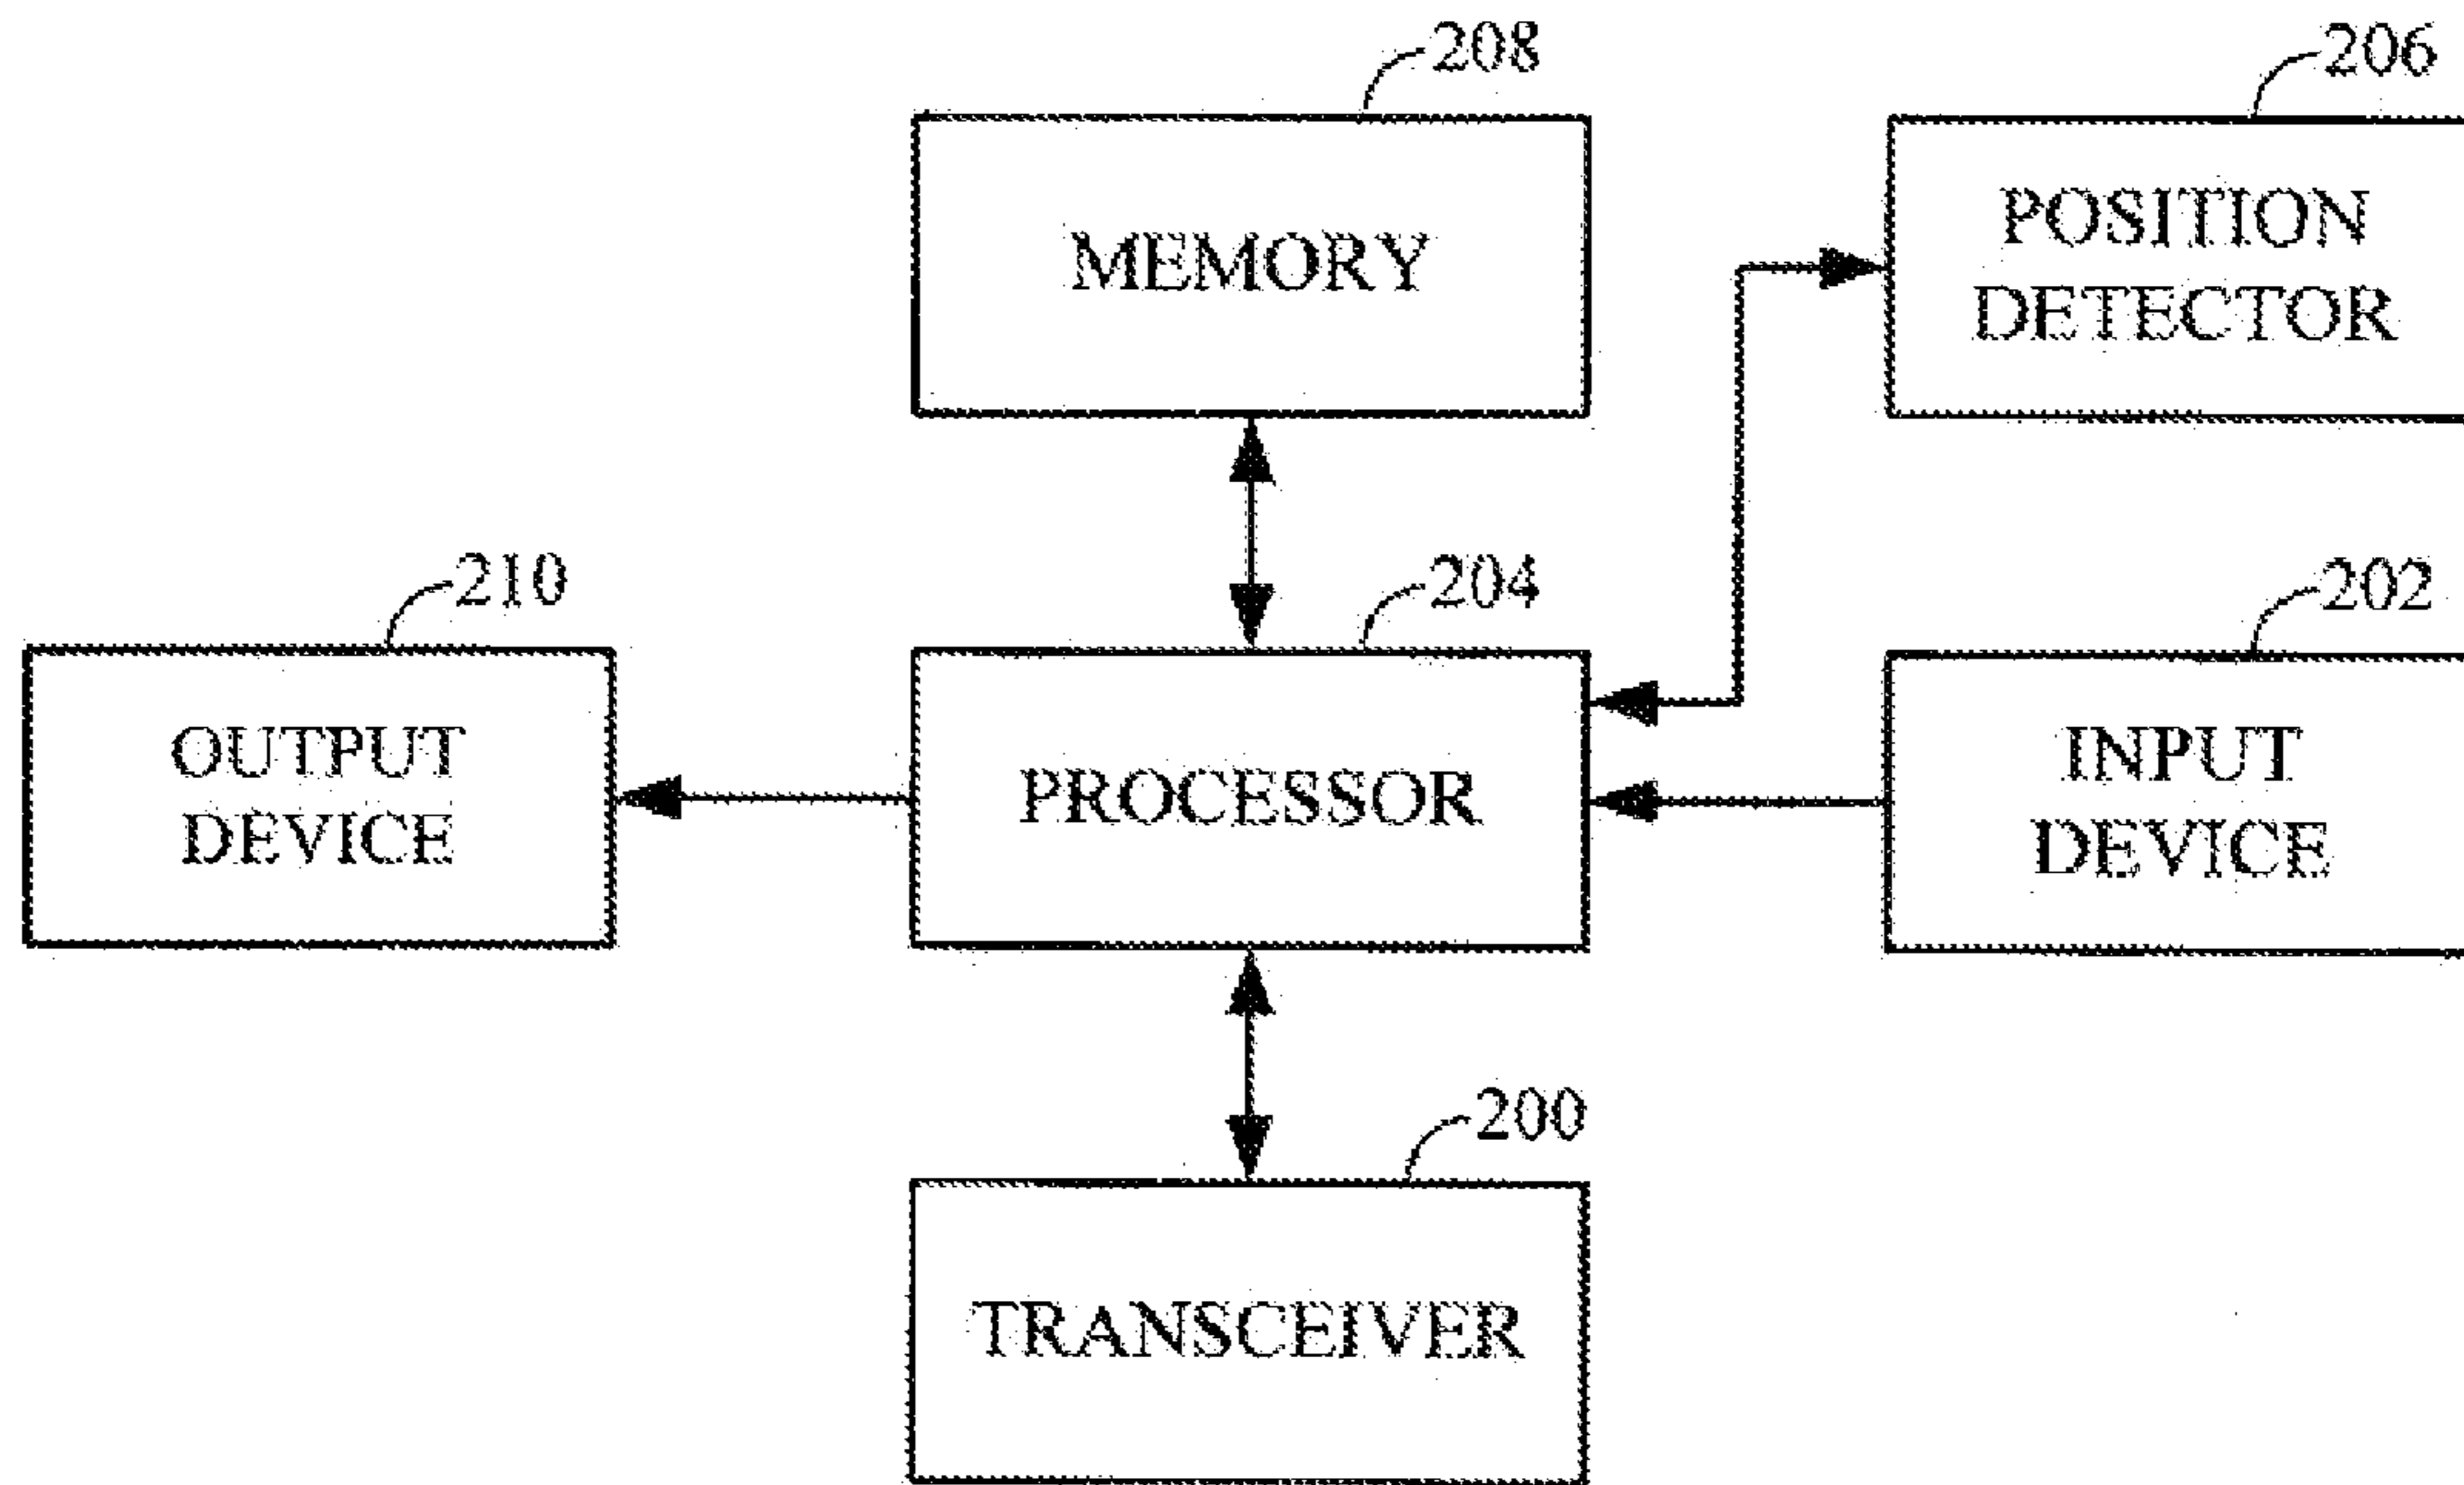 208
206
MEMORY
POSITION
DETECTOR
210
204
202
OUTPUT
DEVICE
PROCESSOR
INPUT
DEVICE
200
TRANSCEIVER